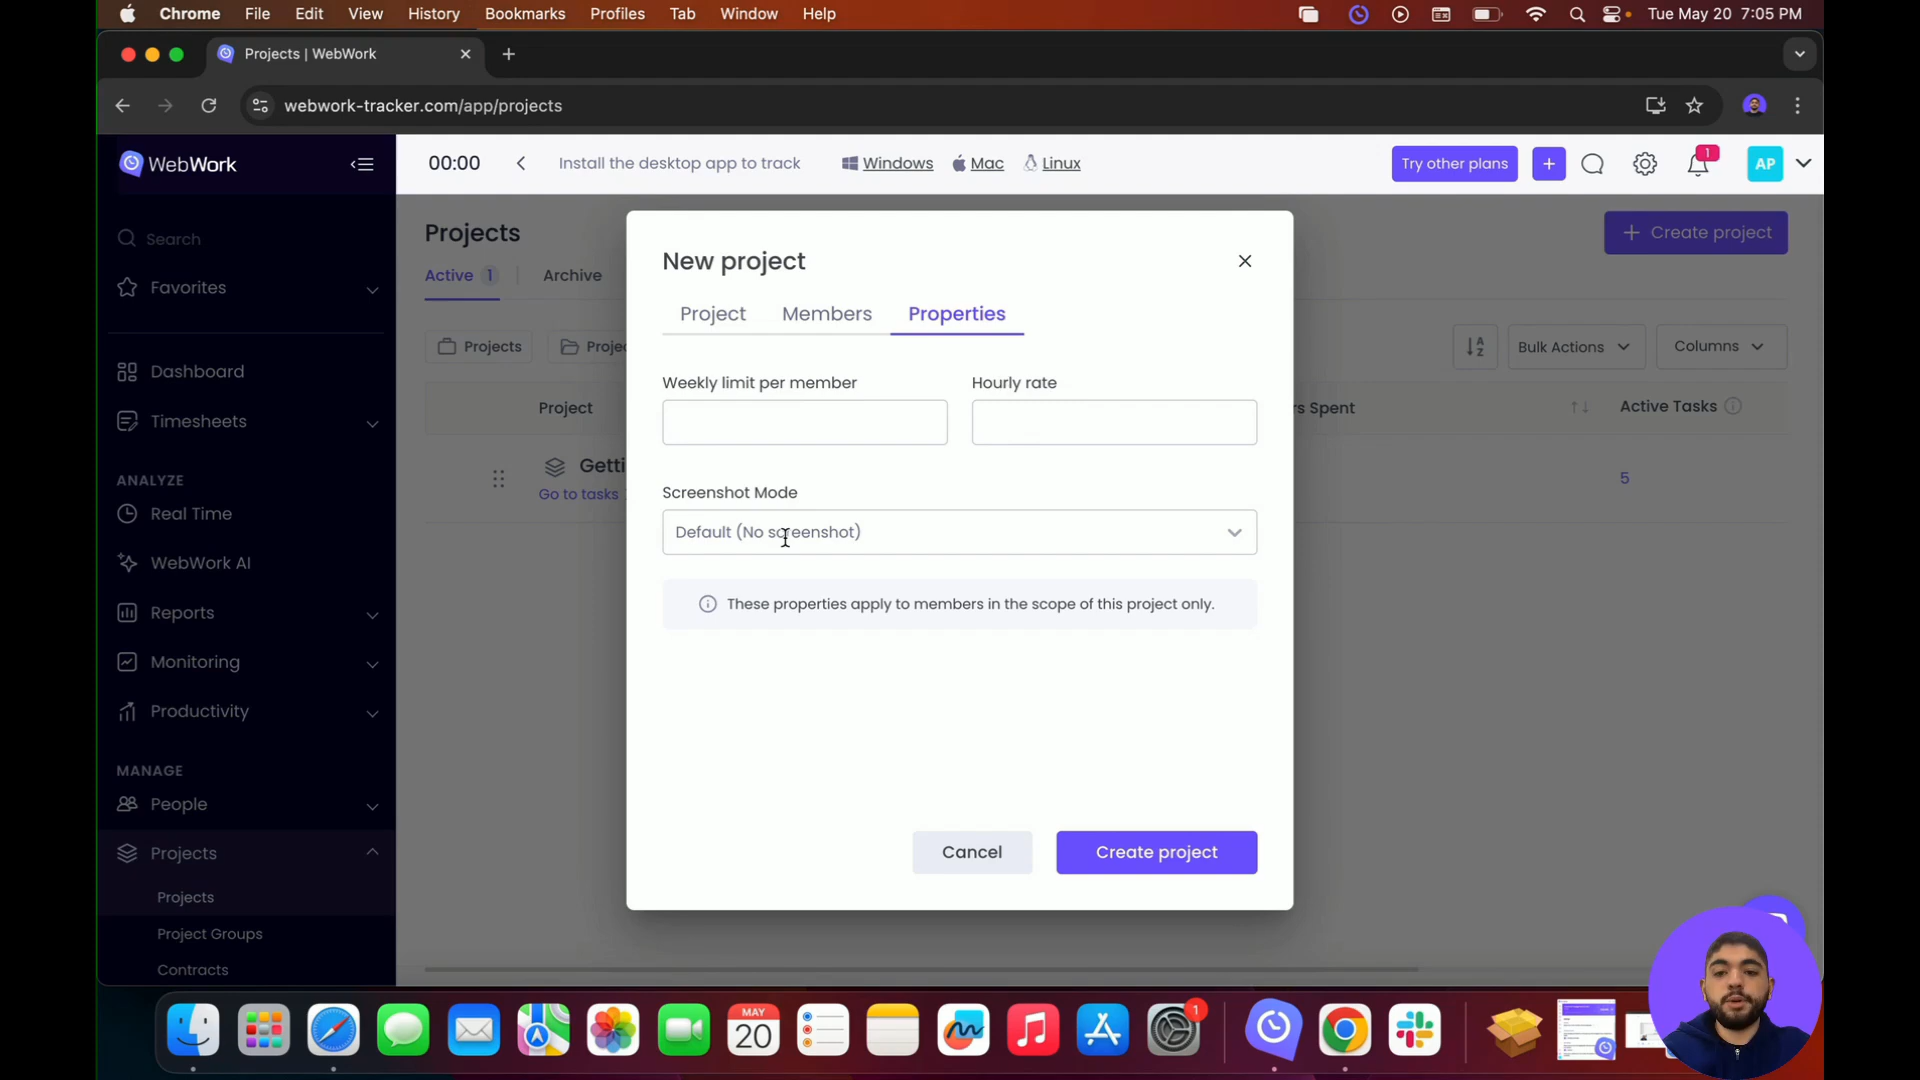 Chrome File Edit View History Bookmarks Profiles Tab Window Help Tue May 20 7:05 PM
Projects | WebWork
webwork-tracker.com/app/projects
WebWork
00:00 Install the desktop app to track Windows Mac Linux Try other plans + 1 AP
Search
Favorites
Dashboard
Timesheets
ANALYZE
Real Time
WebWork AI
Reports
Monitoring
Productivity
MANAGE
People
Projects
Projects
Project Groups
Contracts
Projects
+ Create project
Active 1 Archive
Projects
Bulk Actions Columns
Project Spent Active Tasks
5
Go to tasks
New project
Project Members Properties
Weekly limit per member Hourly rate
Screenshot Mode
Default (No screenshot)
These properties apply to members in the scope of this project only.
Cancel Create project
MAY
20
1